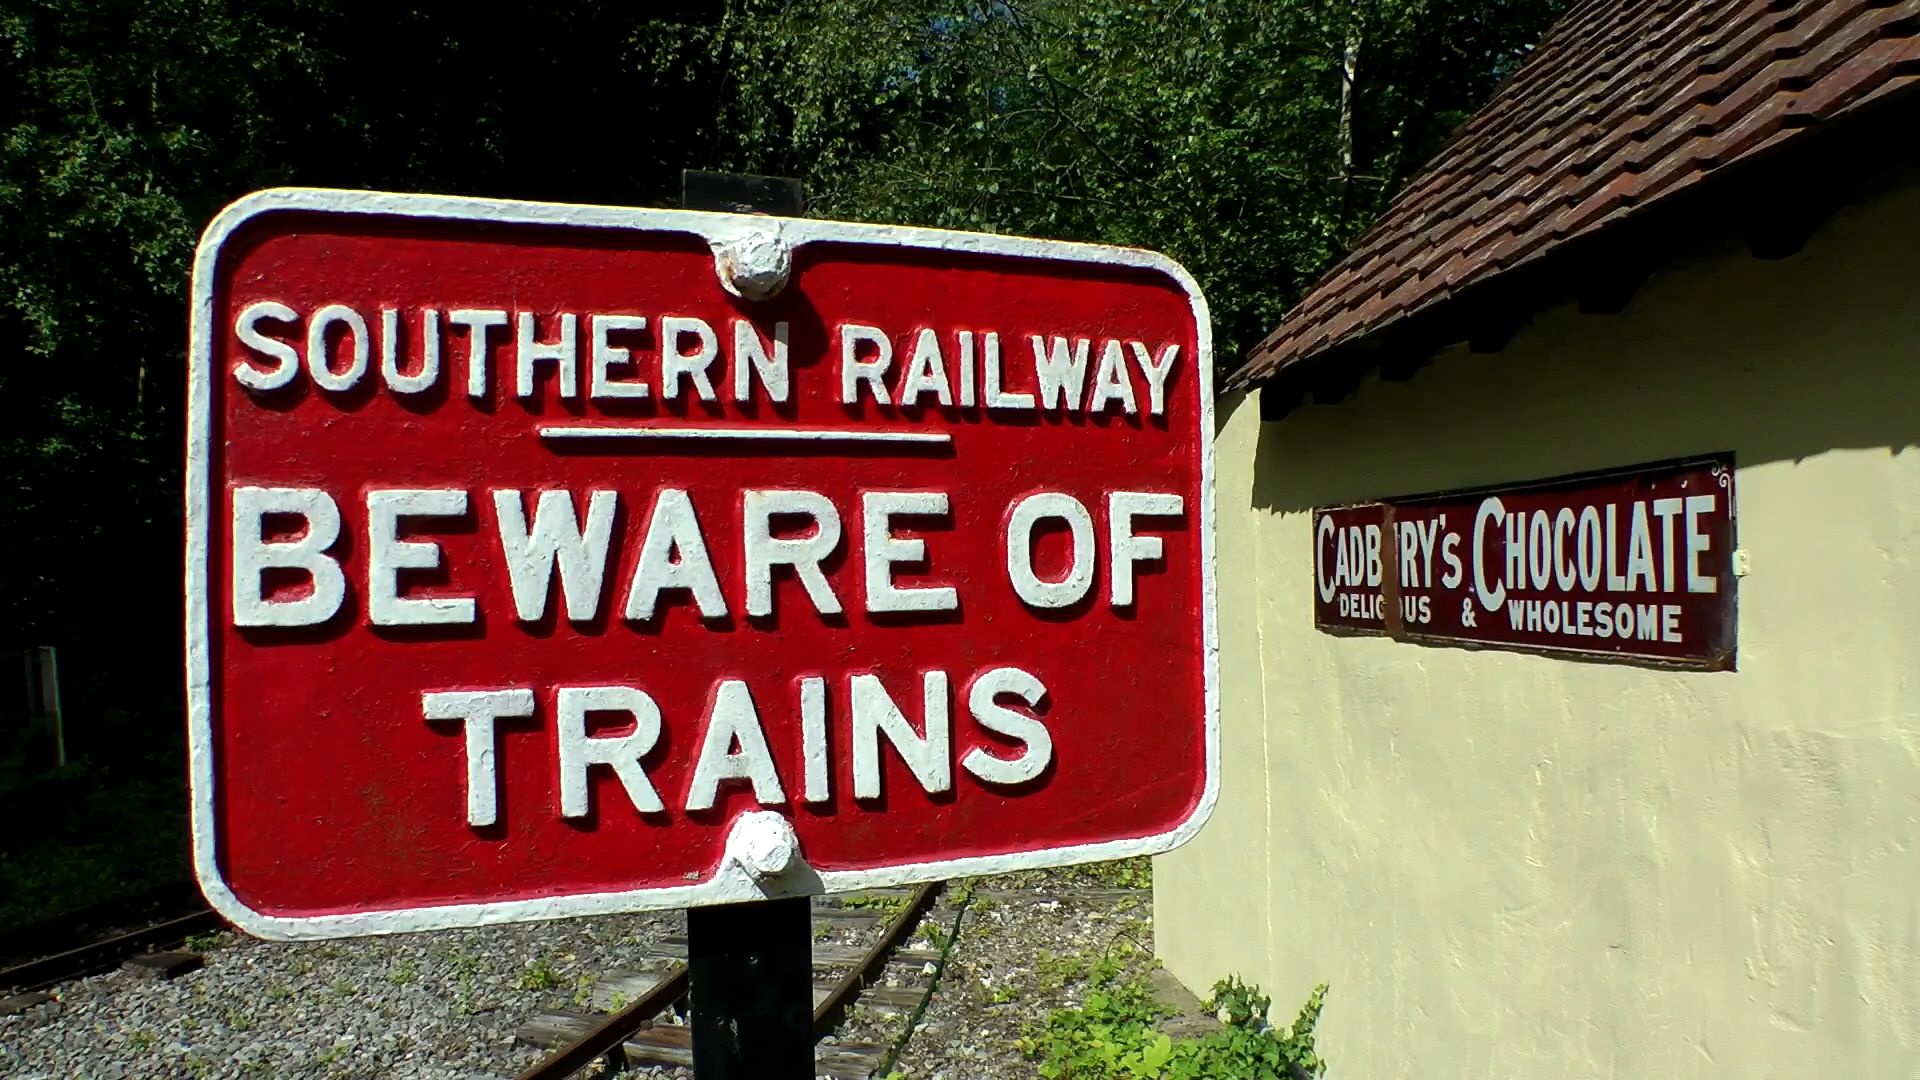 SOUTHERN RAILWAY
BEWARE OF
TRAINS
CADBURY'S CHOCOLATE
DELICIOUS & WHOLESOME